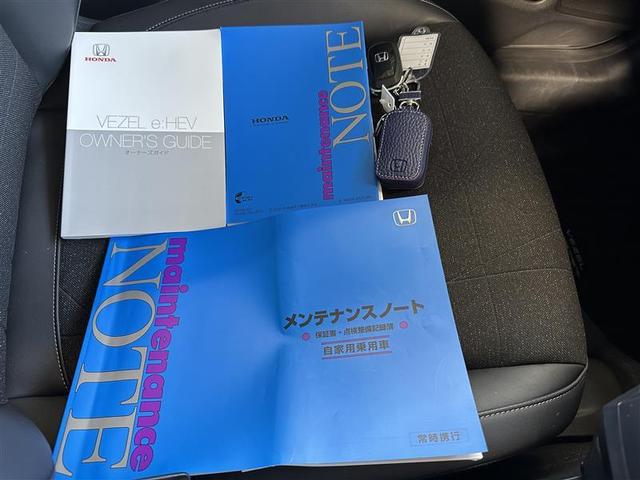 HONDA
VEZEL e:HEV
OWNER'S GUIDE
オーナーズガイド
HONDA
maintenance
NOTE
maintenance
NOTE
メンテナンスノート
保証書・点検整備記録簿
自家用乗用車
常時携行
VEZEL